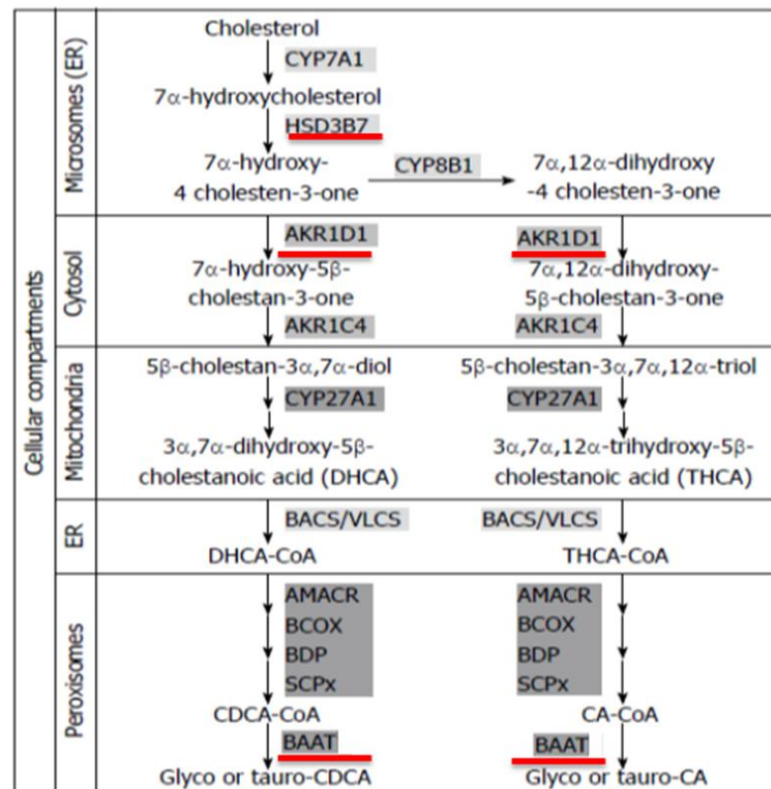 Cellular compartments
Microsomes (ER)
Cholesterol
CYP7A1
7α-hydroxycholesterol
HSD3B7
7α-hydroxy-
4 cholesten-3-one
CYP8B1
7α,12α-dihydroxy
-4 cholesten-3-one
Cytosol
AKR1D1
AKR1D1
7α-hydroxy-5β-
cholestan-3-one
7α,12α-dihydroxy-
5β-cholestan-3-one
AKR1C4
AKR1C4
Mitochondria
5β-cholestan-3α,7α-diol
5β-cholestan-3α,7α,12α-triol
CYP27A1
CYP27A1
3α,7α-dihydroxy-5β-
cholestanoic acid (DHCA)
3α,7α,12α-trihydroxy-5β-
cholestanoic acid (THCA)
ER
BACS/VLCS
BACS/VLCS
DHCA-CoA
THCA-CoA
Peroxisomes
AMACR
BCOX
BDP
SCPx
AMACR
BCOX
BDP
SCPx
CDCA-CoA
CA-CoA
BAAT
BAAT
Glyco or tauro-CDCA
Glyco or tauro-CA